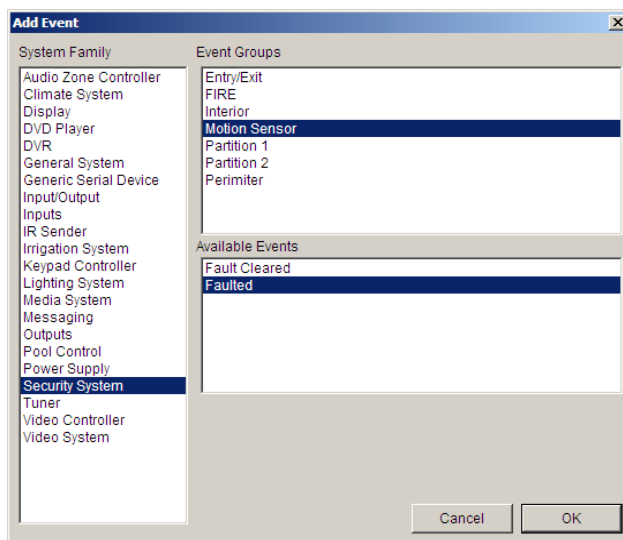 Add Event
System Family
Audio Zone Controller
Climate System
Display
DVD Player
DVR
General System
Generic Serial Device
Input/Output
Inputs
IR Sender
Irrigation System
Keypad Controller
Lighting System
Media System
Messaging
Outputs
Pool Control
Power Supply
Security System
Tuner
Video Controller
Video System
Event Groups
Entry/Exit
FIRE
Interior
Motion Sensor
Partition 1
Partition 2
Perimiter
Available Events
Fault Cleared
Faulted
Cancel
OK